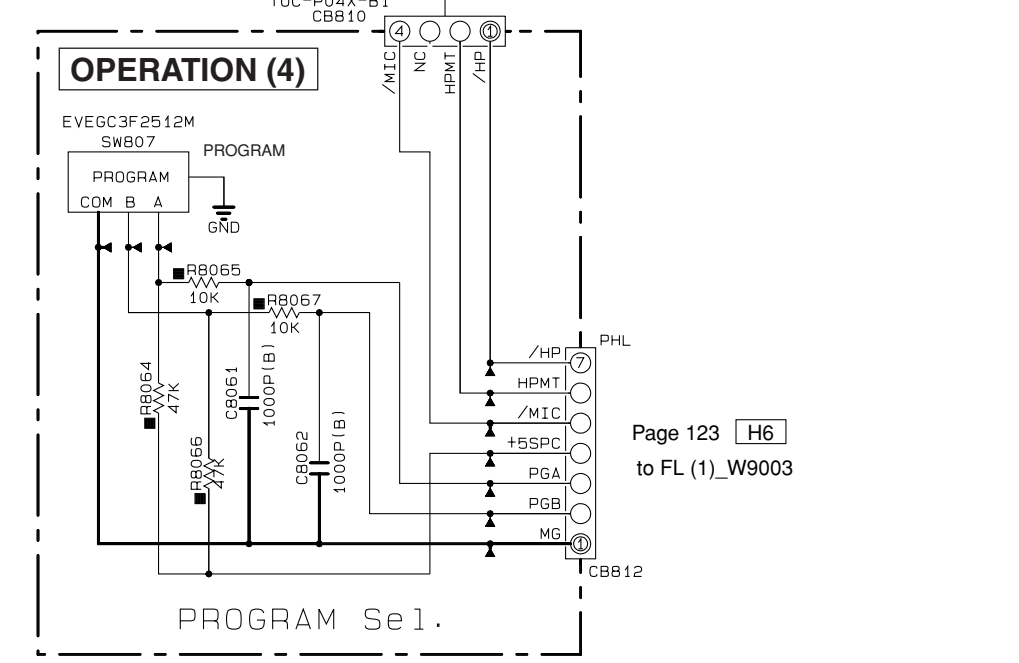 CB810
④ ①
/MIC
NC
HPMT
/HP
OPERATION (4)
EVEGC3F2512M
SW807
PROGRAM
PROGRAM
COM B A
GND
R8065
10K
R8067
10K
R8064
47K
R8066
47K
C8061
1000P(B)
C8062
1000P(B)
PHL
/HP
⑦
HPMT
/MIC
+5SPC
PGA
PGB
MG
①
CB812
Page 123 H6
to FL (1)_W9003
PROGRAM Sel.